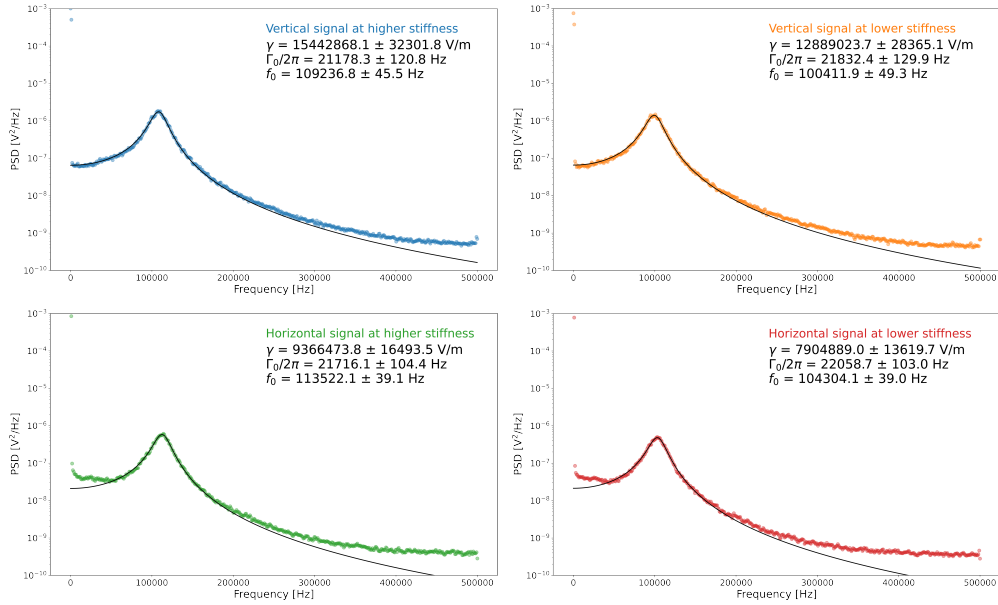 Vertical signal at higher stiffness
γ = 15442868.1 ± 32301.8 V/m
Γ₀/2π = 21178.3 ± 120.8 Hz
f₀ = 109236.8 ± 45.5 Hz
PSD [V²/Hz]
10⁻³
10⁻⁴
10⁻⁵
10⁻⁶
10⁻⁷
10⁻⁸
10⁻⁹
10⁻¹⁰
0 100000 200000 300000 400000 500000
Frequency [Hz]
Vertical signal at lower stiffness
γ = 12889023.7 ± 28365.1 V/m
Γ₀/2π = 21832.4 ± 129.9 Hz
f₀ = 100411.9 ± 49.3 Hz
PSD [V²/Hz]
10⁻³
10⁻⁴
10⁻⁵
10⁻⁶
10⁻⁷
10⁻⁸
10⁻⁹
10⁻¹⁰
0 100000 200000 300000 400000 500000
Frequency [Hz]
Horizontal signal at higher stiffness
γ = 9366473.8 ± 16493.5 V/m
Γ₀/2π = 21716.1 ± 104.4 Hz
f₀ = 113522.1 ± 39.1 Hz
PSD [V²/Hz]
10⁻³
10⁻⁴
10⁻⁵
10⁻⁶
10⁻⁷
10⁻⁸
10⁻⁹
10⁻¹⁰
0 100000 200000 300000 400000 500000
Frequency [Hz]
Horizontal signal at lower stiffness
γ = 7904889.0 ± 13619.7 V/m
Γ₀/2π = 22058.7 ± 103.0 Hz
f₀ = 104304.1 ± 39.0 Hz
PSD [V²/Hz]
10⁻³
10⁻⁴
10⁻⁵
10⁻⁶
10⁻⁷
10⁻⁸
10⁻⁹
10⁻¹⁰
0 100000 200000 300000 400000 500000
Frequency [Hz]